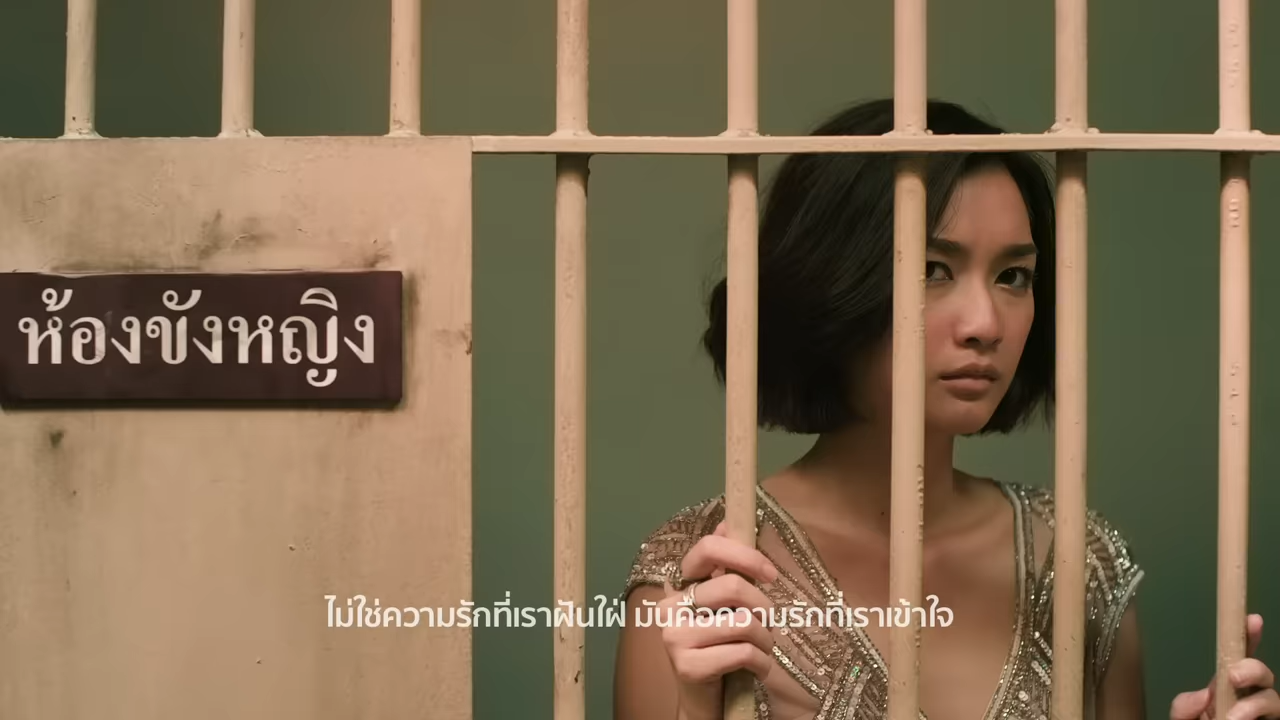 ห้องขังหญิง
ไม่ใช่ความรักที่เราฝันใฝ่ มันคือความรักที่เราเข้าใจ